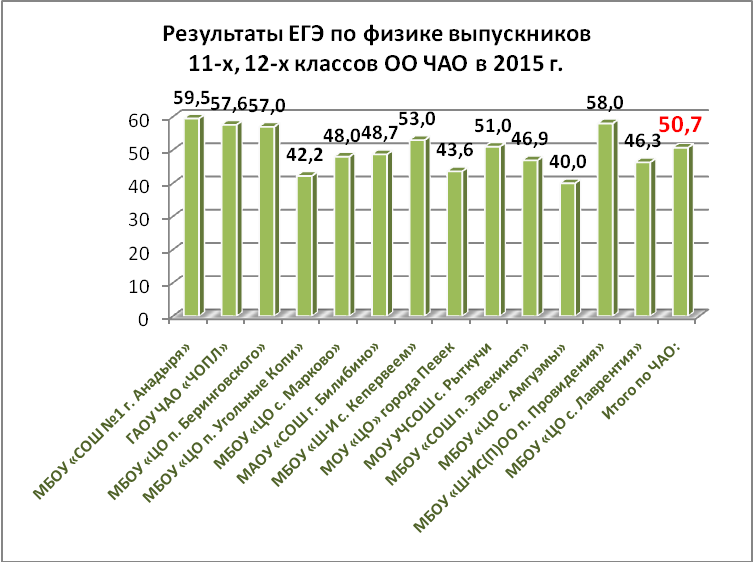 Результаты ЕГЭ по физике выпускников
11-х, 12-х классов ОО ЧАО в 2015 г.
59,5
57,6
57,0
42,2
48,0
48,7
53,0
43,6
51,0
46,9
40,0
58,0
46,3
50,7
60
50
40
30
20
10
0
МБОУ «СОШ №1 г. Анадыря»
ГАОУ ЧАО «ЧОПЛ»
МБОУ «ЦО п. Беринговского»
МБОУ «ЦО п. Угольные Копи»
МБОУ «ЦО с. Марково»
МАОУ «СОШ г. Билибино»
МБОУ «Ш-И с. Кепервеем»
МОУ «ЦО» города Певек
МОУ УЧСОШ с. Рыткучи
МБОУ «СОШ п. Эгвекинот»
МБОУ «ЦО с. Амгуэмы»
МБОУ «Ш-ИС(П)ОО п. Провидения»
МБОУ «ЦО с. Лаврентия»
Итого по ЧАО: